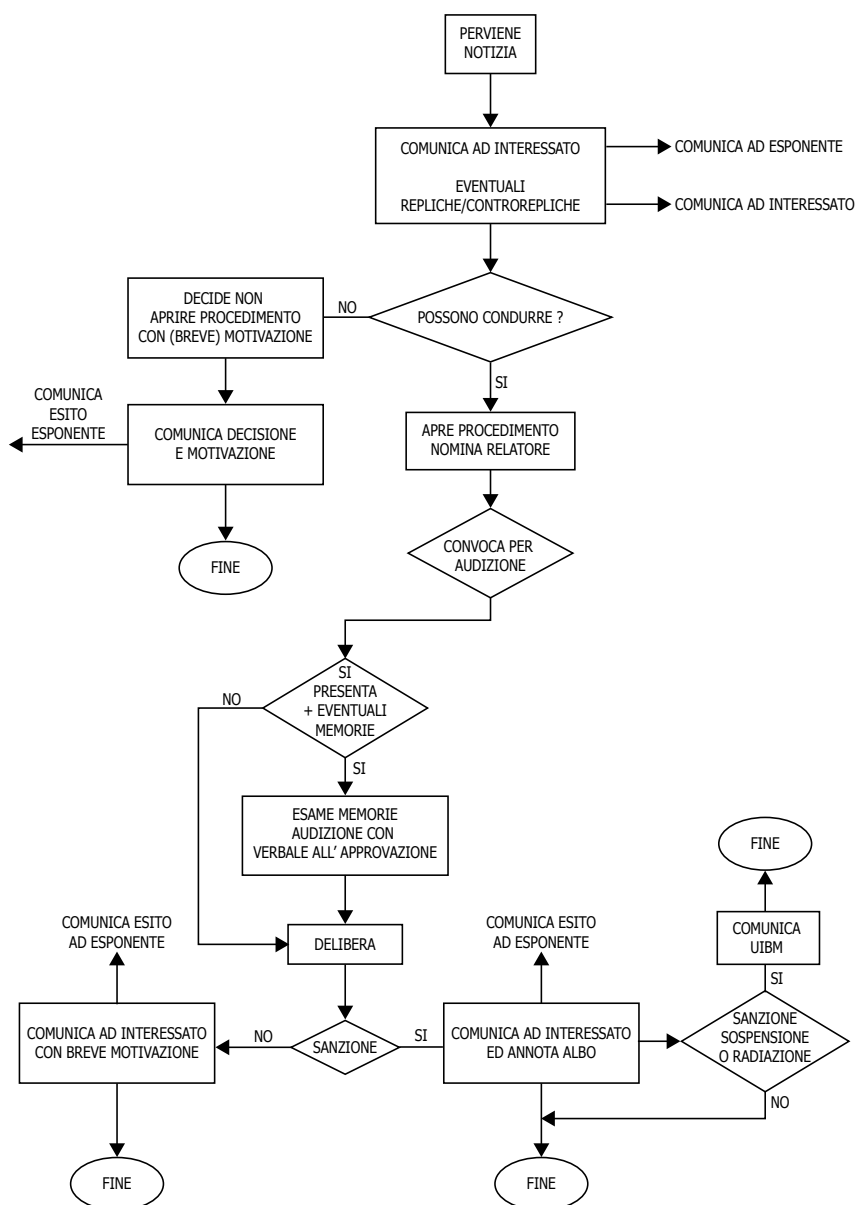 PERVIENE
NOTIZIA
COMUNICA AD INTERESSATO
EVENTUALI
REPLICHE/CONTROREPLICHE
COMUNICA AD ESPONENTE
COMUNICA AD INTERESSATO
DECIDE NON
APRIRE PROCEDIMENTO
CON (BREVE) MOTIVAZIONE
NO
POSSONO CONDURRE ?
SI
COMUNICA
ESITO
ESPONENTE
COMUNICA DECISIONE
E MOTIVAZIONE
APRE PROCEDIMENTO
NOMINA RELATORE
FINE
CONVOCA PER
AUDIZIONE
NO
SI
PRESENTA
+ EVENTUALI
MEMORIE
SI
ESAME MEMORIE
AUDIZIONE CON
VERBALE ALL' APPROVAZIONE
FINE
COMUNICA ESITO
AD ESPONENTE
DELIBERA
COMUNICA ESITO
AD ESPONENTE
COMUNICA
UIBM
SI
COMUNICA AD INTERESSATO
CON BREVE MOTIVAZIONE
NO
SANZIONE
SI
COMUNICA AD INTERESSATO
ED ANNOTA ALBO
SANZIONE
SOSPENSIONE
O RADIAZIONE
NO
FINE
FINE